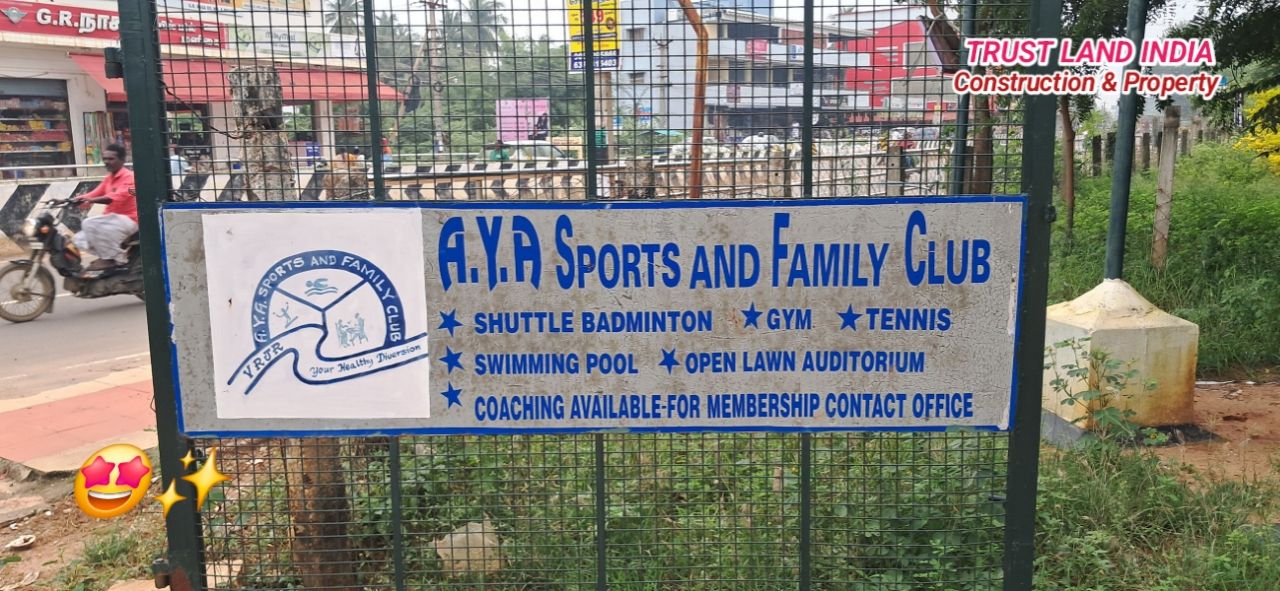 G.R.நாக
TRUST LAND INDIA
Construction & Property
A.Y.A SPORTS AND FAMILY CLUB
A.Y.A. SPORTS AND FAMILY CLUB
VRJR
Your Healthy Diversion
★ SHUTTLE BADMINTON ★ GYM ★ TENNIS
★ SWIMMING POOL ★ OPEN LAWN AUDITORIUM
★ COACHING AVAILABLE-FOR MEMBERSHIP CONTACT OFFICE